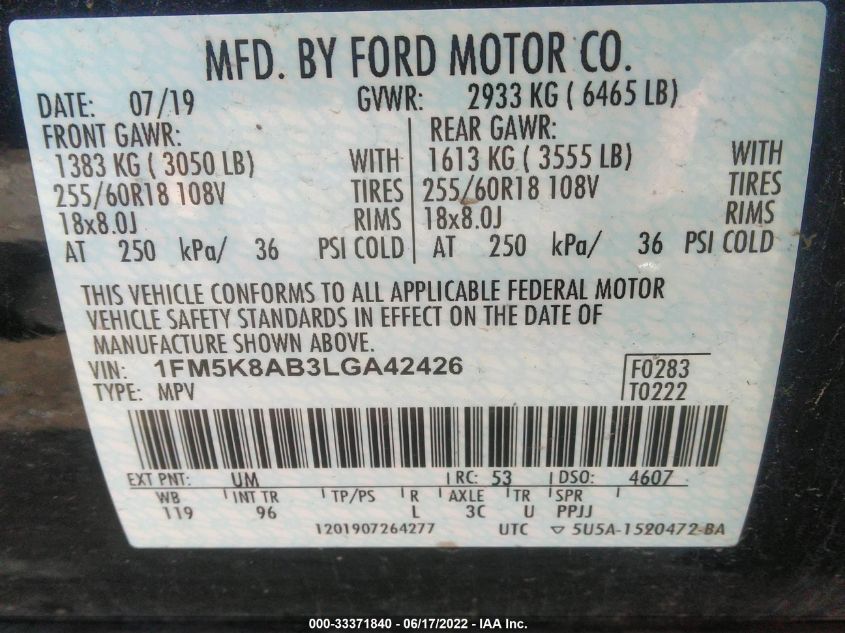 MFD. BY FORD MOTOR CO.
DATE: 07/19 GVWR: 2933 KG ( 6465 LB)
FRONT GAWR: REAR GAWR:
1383 KG ( 3050 LB) WITH 1613 KG ( 3555 LB) WITH
255/60R18 108V TIRES 255/60R18 108V TIRES
18x8.0J RIMS 18x8.0J RIMS
AT 250 kPa/ 36 PSI COLD AT 250 kPa/ 36 PSI COLD
THIS VEHICLE CONFORMS TO ALL APPLICABLE FEDERAL MOTOR
VEHICLE SAFETY STANDARDS IN EFFECT ON THE DATE OF
MANUFACTURE SHOWN ABOVE.
VIN: 1FM5K8AB3LGA42426 F0283
TYPE: MPV T0222
EXT PNT: UM RC: 53 DSO: 4607
WB INT TR TP/PS R AXLE TR SPR
119 96 L 3C U PPJJ
1201907264277 UTC ▽ 5U5A-1520472-BA
000-33371840 - 06/17/2022 - IAA Inc.